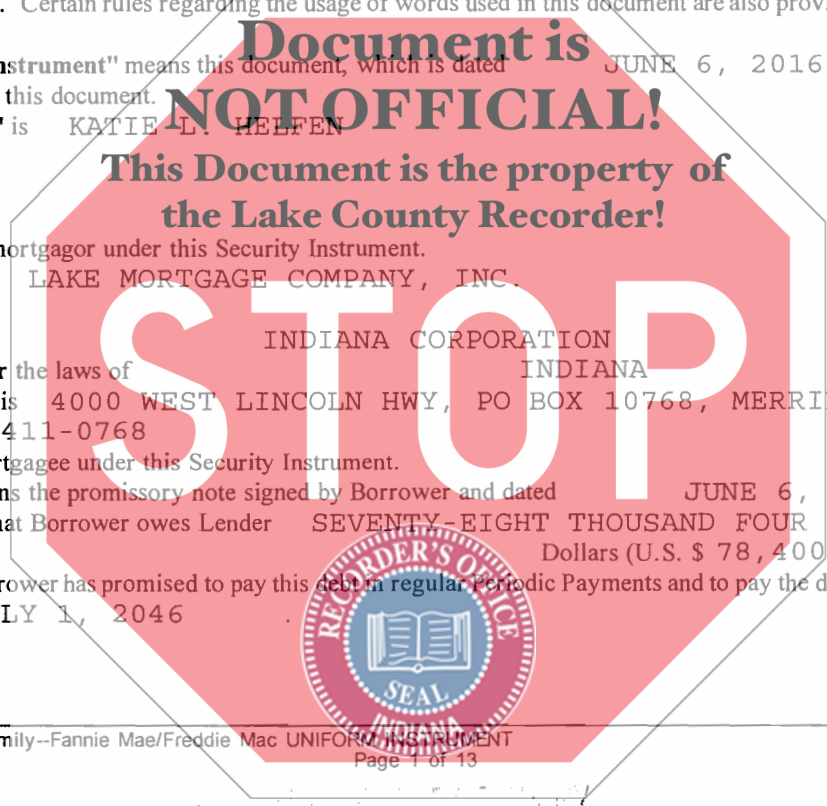 . Certain rules regarding the usage of words used in this document are also provi
Document is
nstrument" means this document, which is dated JUNE 6, 2016
this document.
NOT OFFICIAL!
" is KATIE L. HELFEN
This Document is the property of
the Lake County Recorder!
mortgagor under this Security Instrument.
LAKE MORTGAGE COMPANY, INC.
STOP
INDIANA CORPORATION
r the laws of INDIANA
is 4000 WEST LINCOLN HWY, PO BOX 10768, MERRI
411-0768
rtgagee under this Security Instrument.
ns the promissory note signed by Borrower and dated JUNE 6,
at Borrower owes Lender SEVENTY-EIGHT THOUSAND FOUR
Dollars (U.S. $ 78,400
rower has promised to pay this debt in regular Periodic Payments and to pay the d
LY 1, 2046 .
RECORDER'S OFFICE
SEAL
INDIANA
mily--Fannie Mae/Freddie Mac UNIFORM INSTRUMENT
Page 1 of 13